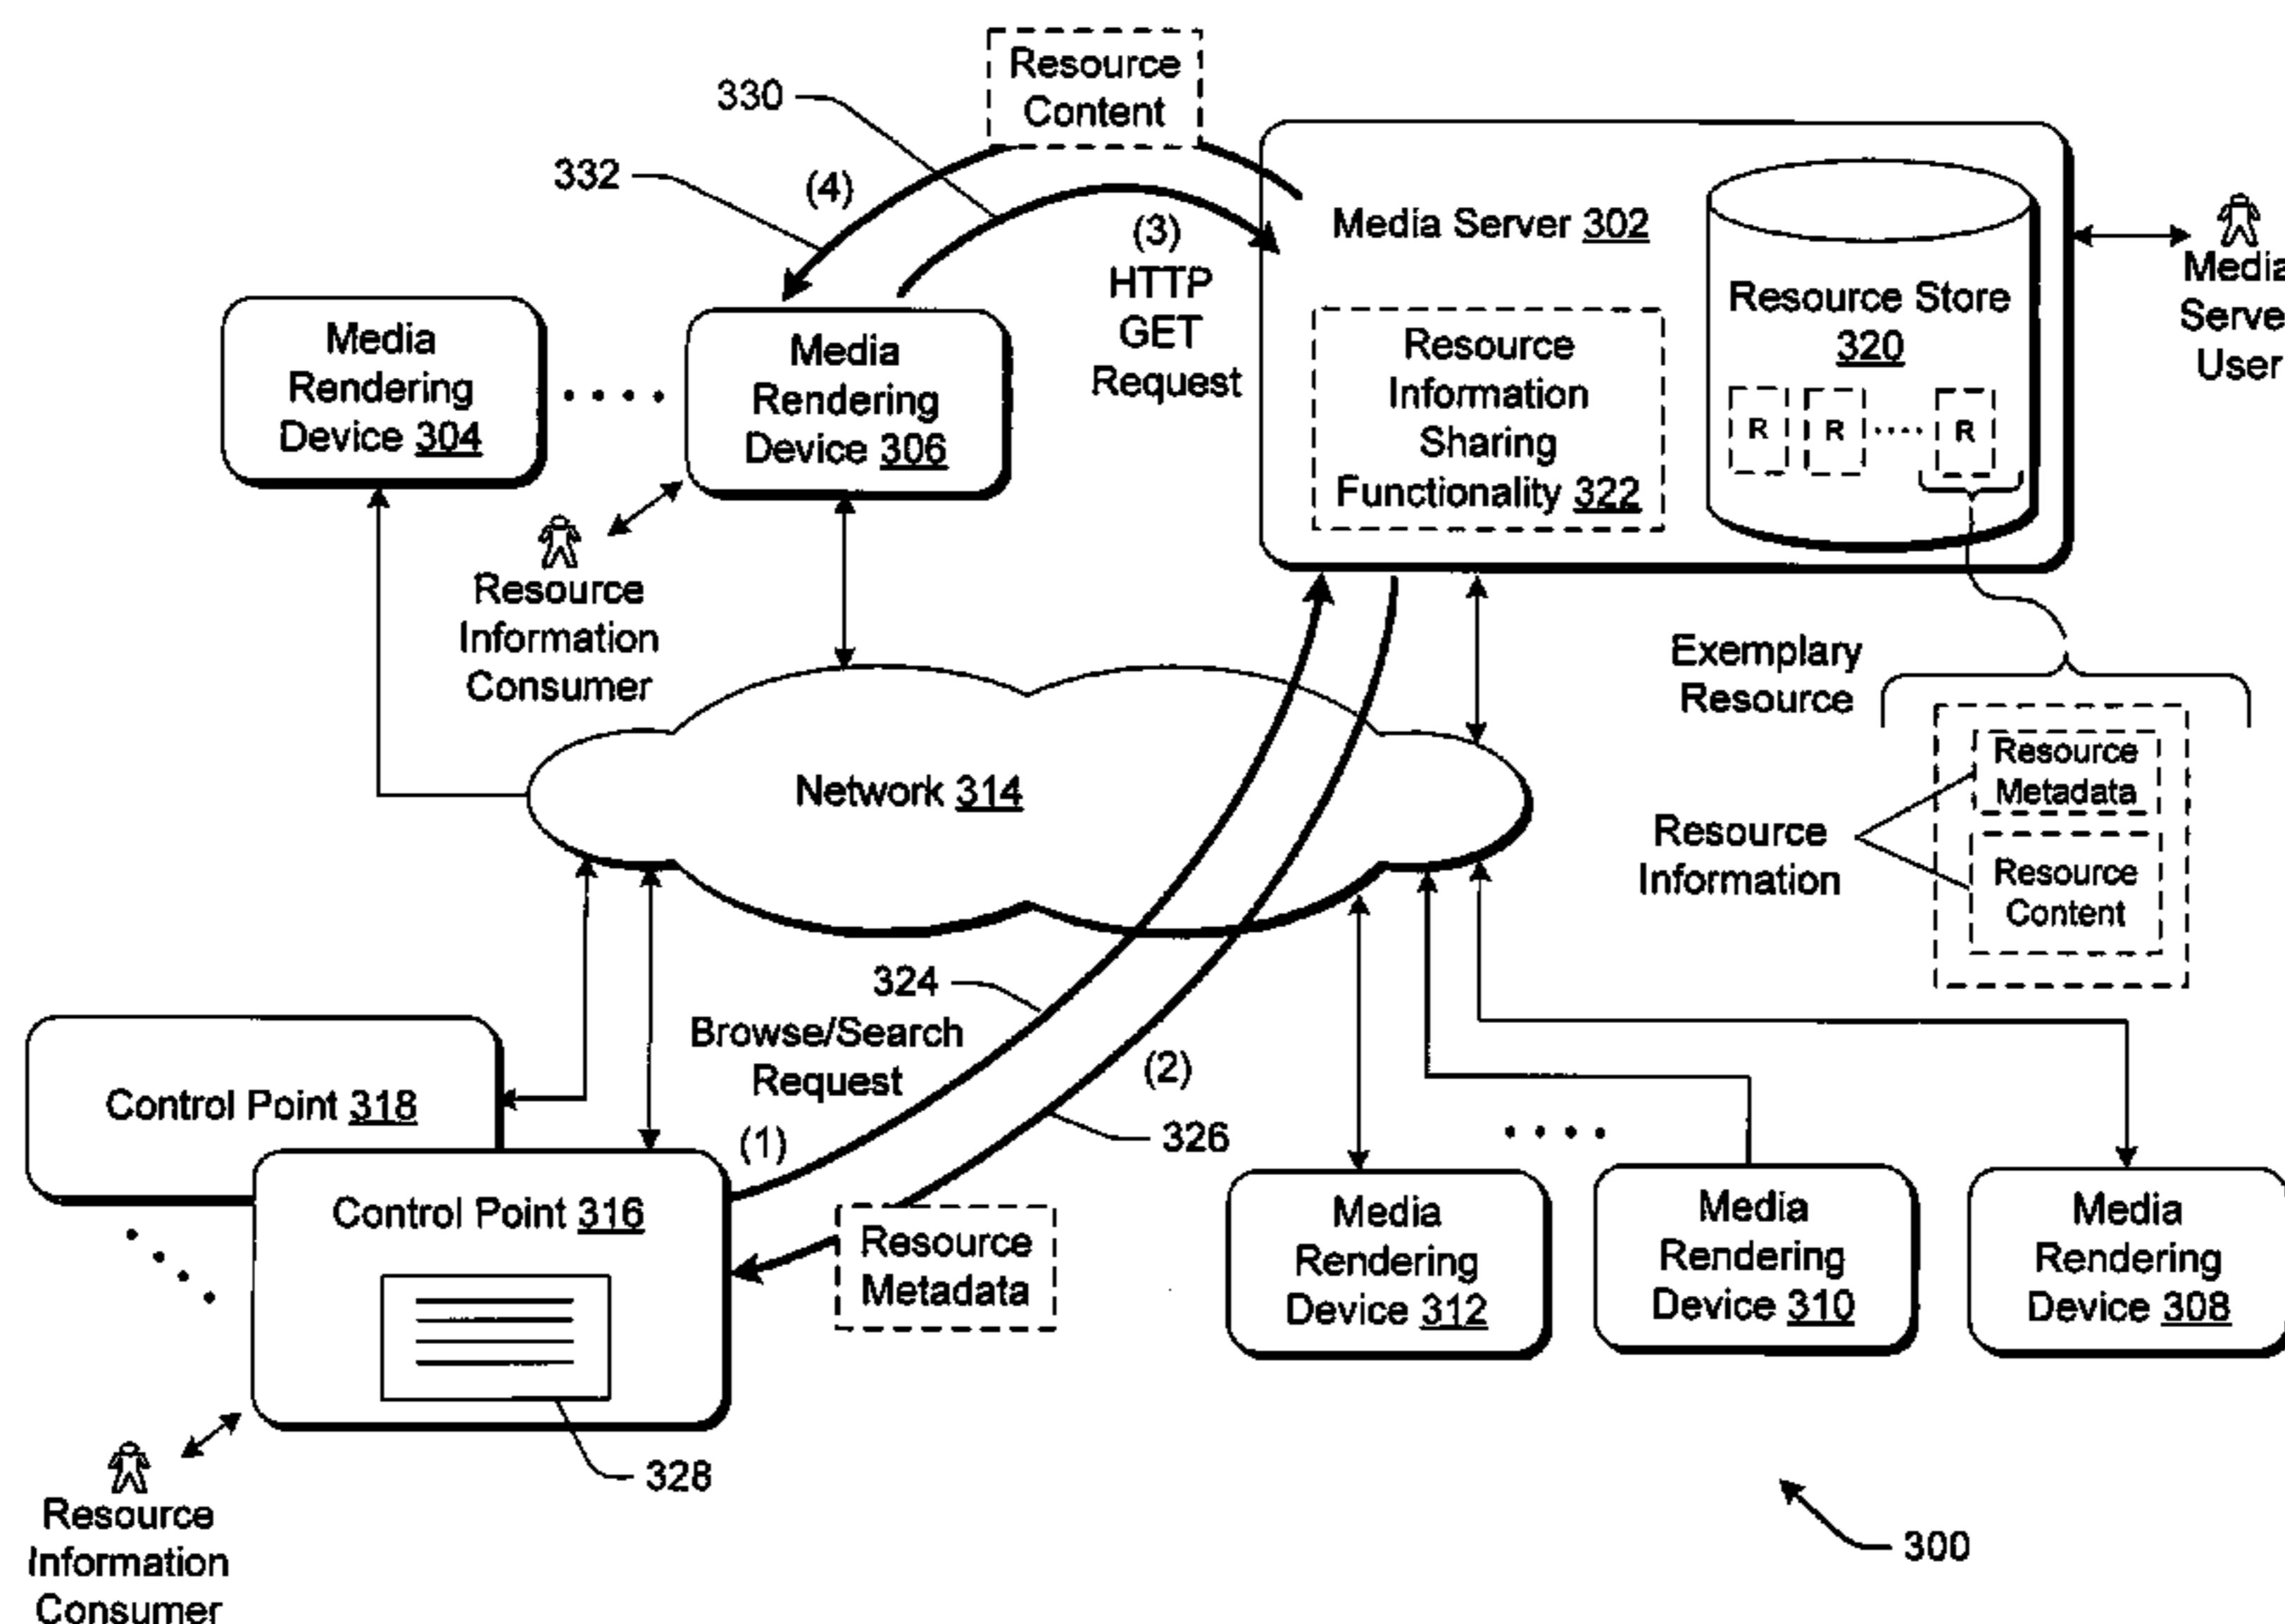 Resource
Content
330
332
(4)
(3)
HTTP
GET
Request
Media Server 302
Resource Store
320
R
R
R
Resource
Information
Sharing
Functionality 322
Media
Server
User
Media
Rendering
Device 304
Media
Rendering
Device 306
Resource
Information
Consumer
Exemplary
Resource
Resource
Metadata
Resource
Content
Resource
Information
Network 314
324
Browse/Search
Request
(1)
(2)
326
Control Point 318
Control Point 316
Resource
Metadata
328
Media
Rendering
Device 312
Media
Rendering
Device 310
Media
Rendering
Device 308
Resource
Information
Consumer
300